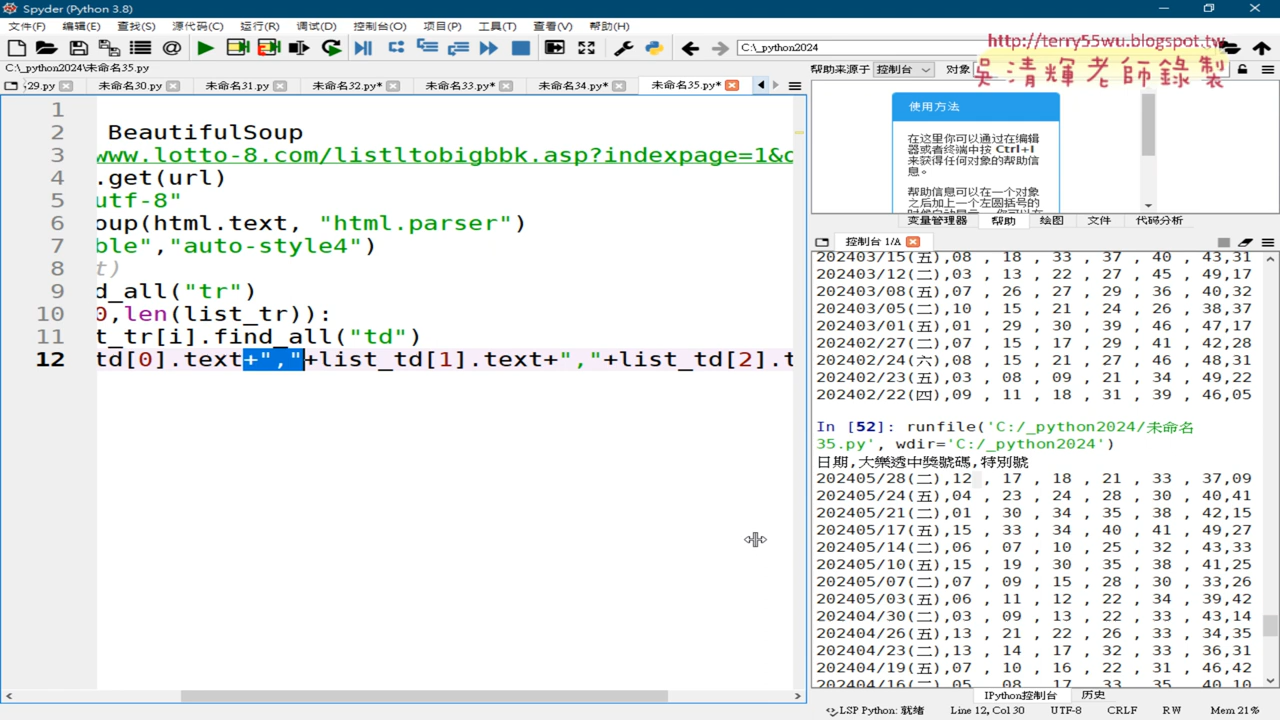 Spyder (Python 3.8)
文件(F) 编辑(E) 查找(S) 源代码(C) 运行(R) 调试(D) 控制台(O) 项目(P) 工具(T) 查看(V) 帮助(H)
C:\_python2024
http://terry55wu.blogspot.tw
吳清輝老師錄製
C:\_python2024\未命名35.py
帮助来源于 控制台 对象
29.py 未命名30.py 未命名31.py 未命名32.py* 未命名33.py* 未命名34.py* 未命名35.py*
1
2 BeautifulSoup
3 www.lotto-8.com/listltobigbbk.asp?indexpage=1&
4 .get(url)
5 utf-8"
6 oup(html.text, "html.parser")
7 ble","auto-style4")
8 t)
9 d_all("tr")
10 0,len(list_tr)):
11 t_tr[i].find_all("td")
12 td[0].text+","+list_td[1].text+","+list_td[2].t
使用方法
在这里你可以通过在编辑
器或者终端中按 Ctrl+I
来获得任何对象的帮助信
息。
帮助信息可以在一个对象
之后加上一个左圆括号的
变量管理器 帮助 绘图 文件 代码分析
控制台 1/A
202403/15(五),08 , 18 , 33 , 37 , 40 , 43,31
202403/12(二),03 , 13 , 22 , 27 , 45 , 49,17
202403/08(五),07 , 26 , 27 , 29 , 36 , 40,32
202403/05(二),10 , 15 , 21 , 24 , 26 , 38,37
202403/01(五),01 , 29 , 30 , 39 , 46 , 47,17
202402/27(二),07 , 15 , 17 , 29 , 41 , 42,28
202402/24(六),06 , 15 , 21 , 27 , 46 , 48,31
202402/23(五),03 , 08 , 09 , 21 , 34 , 49,22
202402/22(四),09 , 11 , 18 , 31 , 39 , 46,05
In [52]: runfile('C:/_python2024/未命名
35.py', wdir='C:/_python2024')
日期,大樂透中獎號碼,特別號
202405/28(二),12 , 17 , 18 , 21 , 33 , 37,09
202405/24(五),04 , 23 , 24 , 28 , 30 , 40,41
202405/21(二),01 , 30 , 34 , 35 , 38 , 42,15
202405/17(五),15 , 33 , 34 , 40 , 41 , 49,27
202405/14(二),06 , 07 , 10 , 25 , 32 , 43,33
202405/10(五),15 , 19 , 30 , 35 , 38 , 41,25
202405/07(二),07 , 09 , 15 , 28 , 30 , 33,26
202405/03(五),06 , 11 , 12 , 22 , 34 , 39,42
202404/30(二),03 , 09 , 13 , 22 , 33 , 43,14
202404/26(五),13 , 21 , 22 , 26 , 33 , 34,35
202404/23(二),13 , 14 , 17 , 32 , 33 , 36,31
202404/19(五),07 , 10 , 16 , 22 , 31 , 46,42
202404/16(二),05 , 08 , 17 , 33 , 35 , 40,10
IPython控制台 历史
LSP Python: 就绪 Line 12, Col 30 UTF-8 CRLF RW Mem 21%